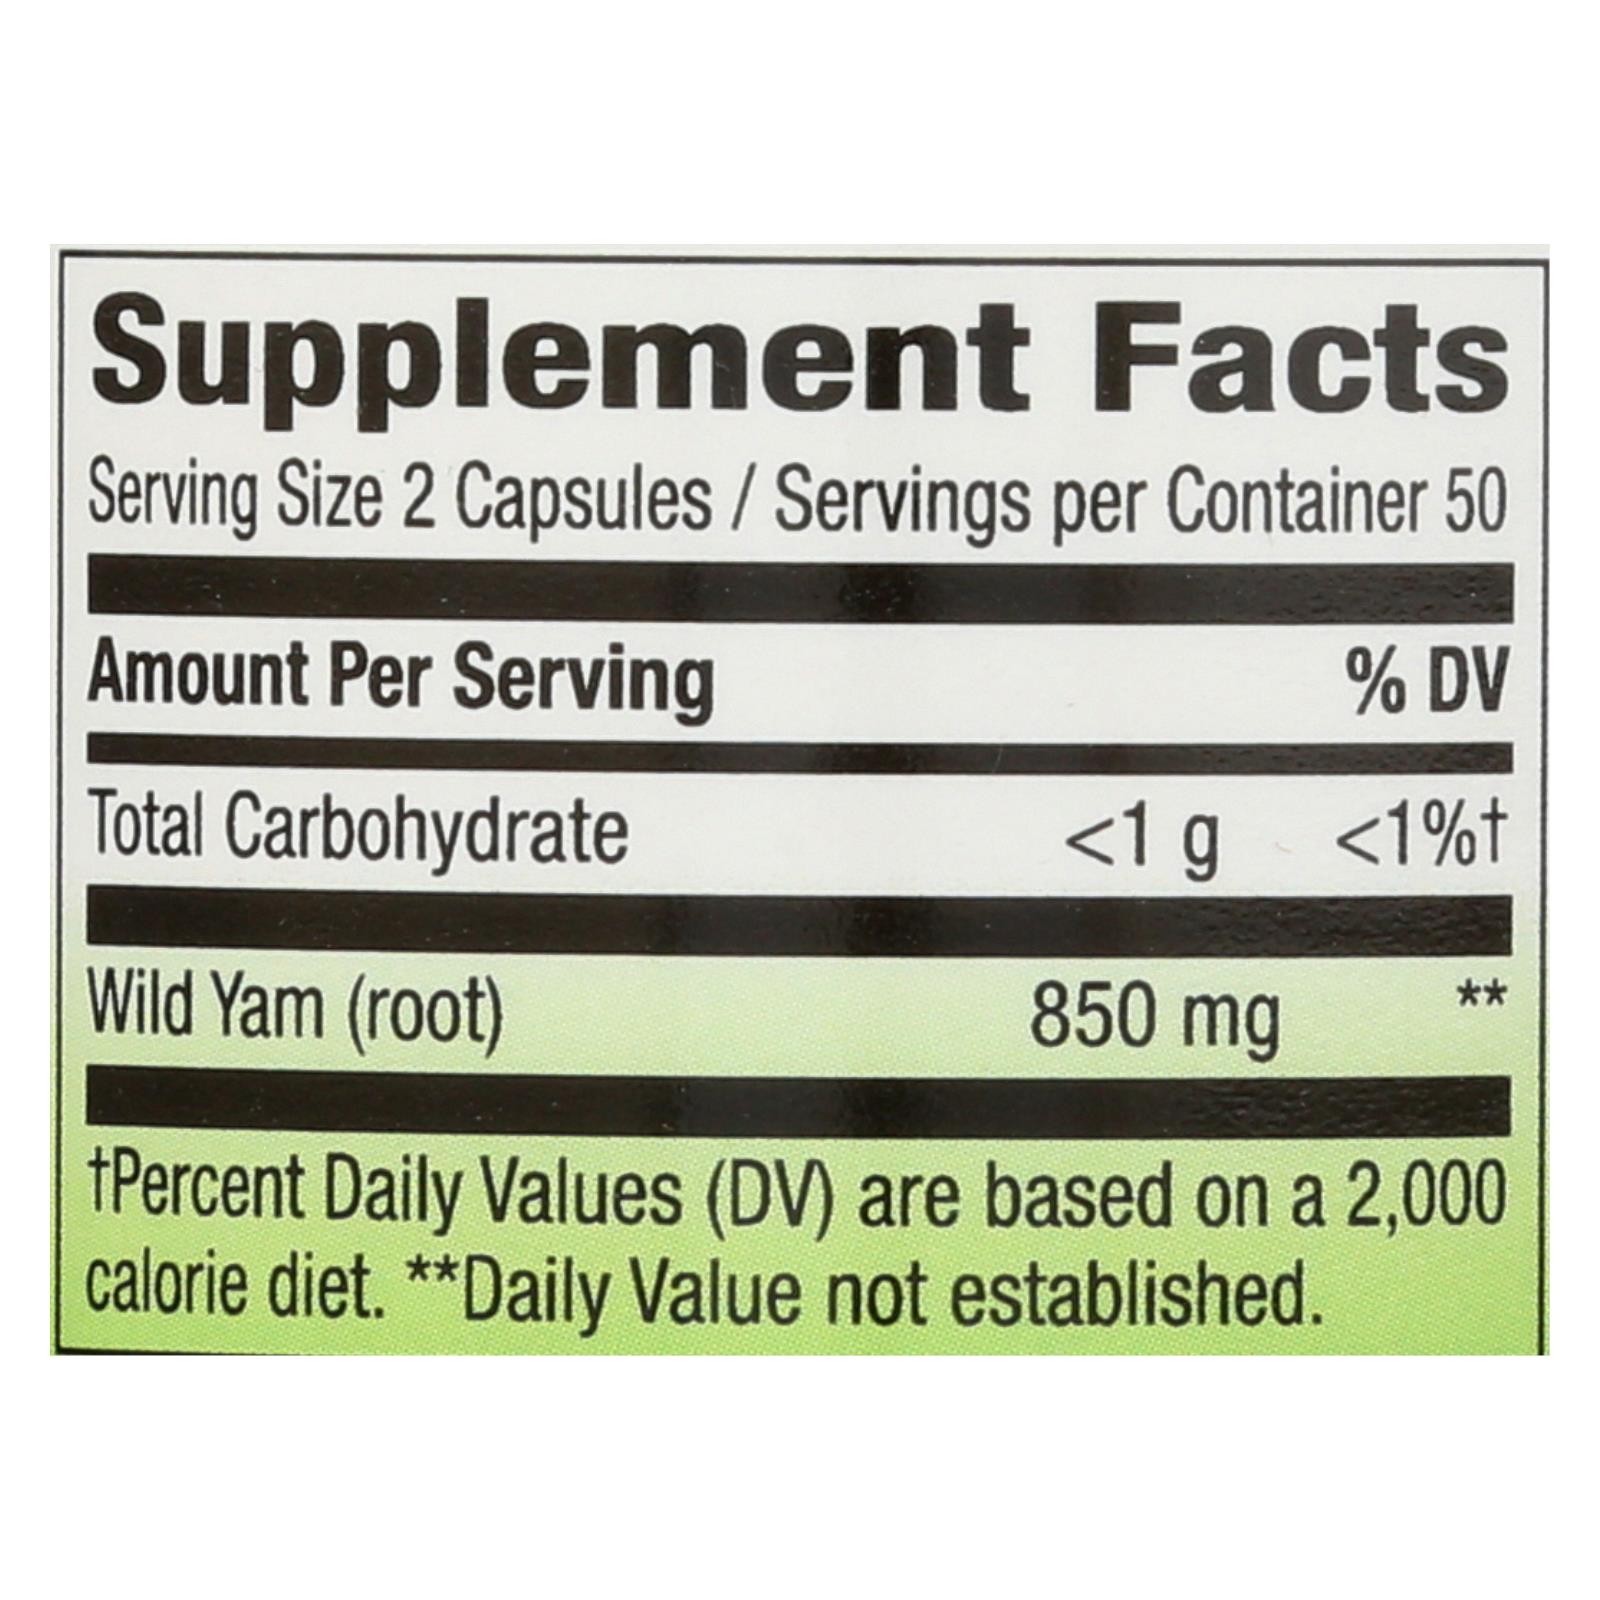 Supplement Facts
Serving Size 2 Capsules / Servings per Container 50
Amount Per Serving % DV
Total Carbohydrate <1 g <1%†
Wild Yam (root) 850 mg **
†Percent Daily Values (DV) are based on a 2,000
calorie diet. **Daily Value not established.